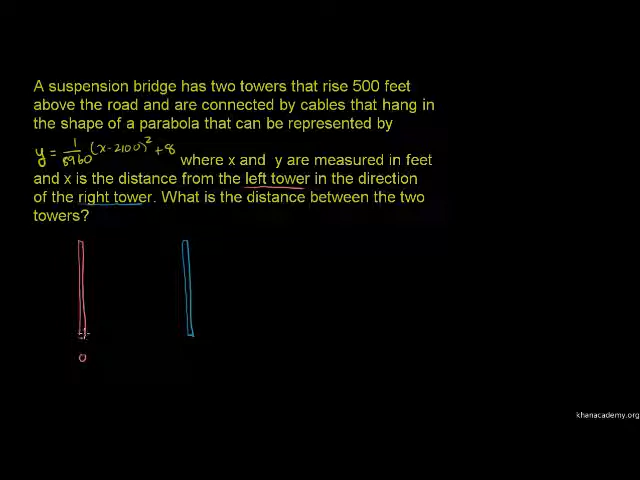 A suspension bridge has two towers that rise 500 feet
above the road and are connected by cables that hang in
the shape of a parabola that can be represented by
y = 1/8960 (x - 2100)² + 8 where x and y are measured in feet
and x is the distance from the left tower in the direction
of the right tower. What is the distance between the two
towers?
0
khanacademy.org